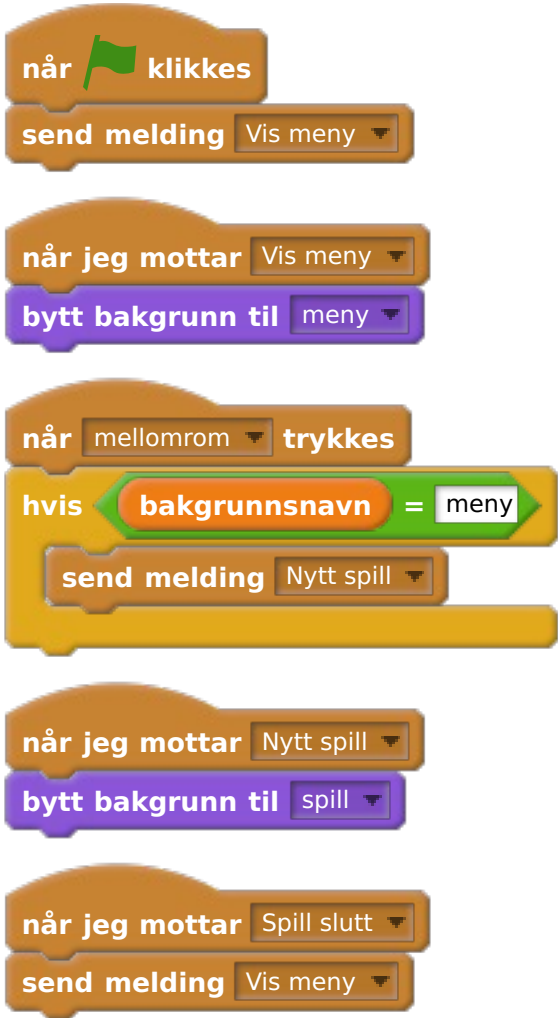 når klikkes
send melding Vis meny
når jeg mottar Vis meny
bytt bakgrunn til meny
når mellomrom trykkes
hvis bakgrunnsnavn = meny
send melding Nytt spill
når jeg mottar Nytt spill
bytt bakgrunn til spill
når jeg mottar Spill slutt
send melding Vis meny